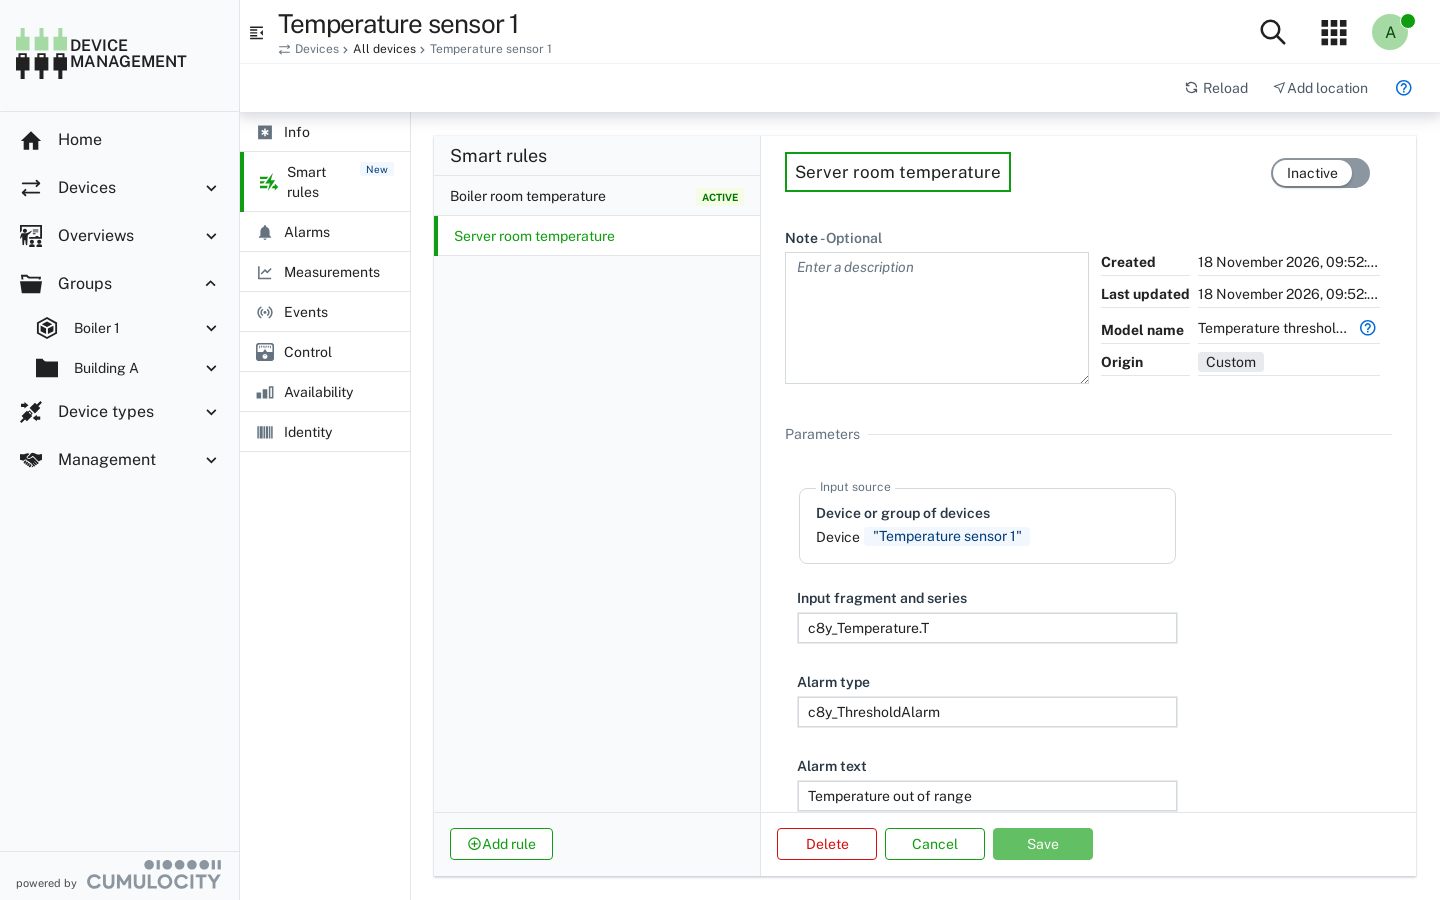 DEVICE
MANAGEMENT
Temperature sensor 1
Devices > All devices > Temperature sensor 1
A
Reload
Add location
Home
Devices
Overviews
Groups
Boiler 1
Building A
Device types
Management
powered by CUMULOCITY
Info
Smart rules
New
Alarms
Measurements
Events
Control
Availability
Identity
Smart rules
Boiler room temperature ACTIVE
Server room temperature
Add rule
Server room temperature
Inactive
Note - Optional
Enter a description
Created 18 November 2026, 09:52:...
Last updated 18 November 2026, 09:52:...
Model name Temperature threshol...
Origin Custom
Parameters
Input source
Device or group of devices
Device "Temperature sensor 1"
Input fragment and series
c8y_Temperature.T
Alarm type
c8y_ThresholdAlarm
Alarm text
Temperature out of range
Delete Cancel Save